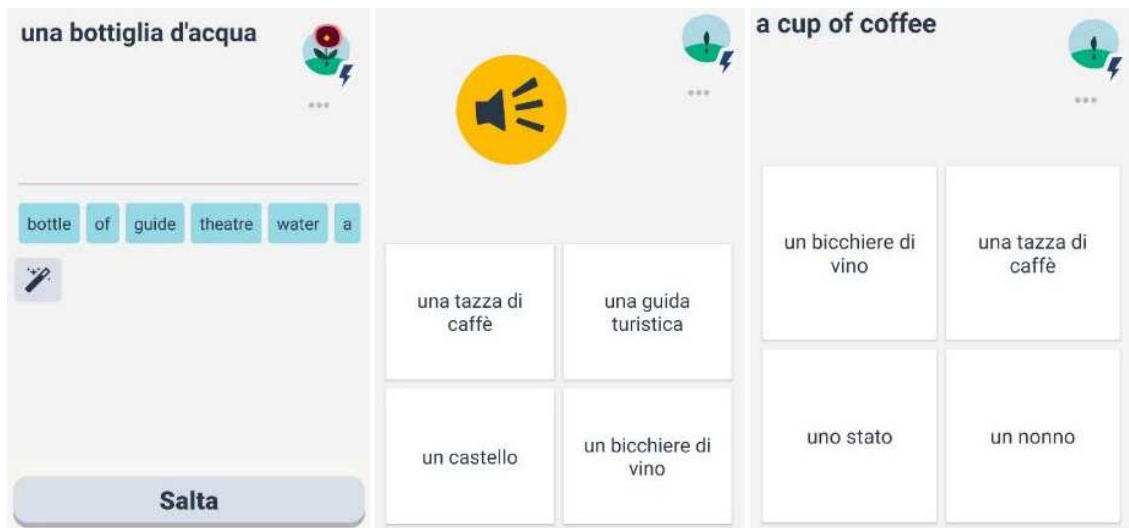 una bottiglia d'acqua
bottle of guide theatre water a
Salta
una tazza di
caffè
una guida
turistica
un castello
un bicchiere di
vino
a cup of coffee
un bicchiere di
vino
una tazza di
caffè
uno stato
un nonno